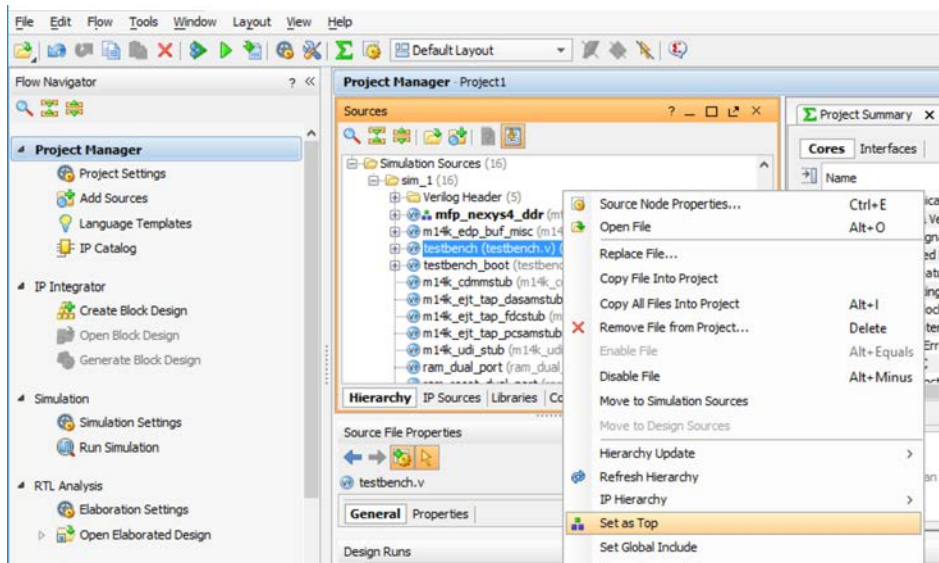 File Edit Flow Tools Window Layout View Help
Default Layout
Flow Navigator
Project Manager
Project Settings
Add Sources
Language Templates
IP Catalog
IP Integrator
Create Block Design
Open Block Design
Generate Block Design
Simulation
Simulation Settings
Run Simulation
RTL Analysis
Elaboration Settings
Open Elaborated Design
Project Manager - Project1
Sources
Simulation Sources (16)
sim_1 (16)
Verilog Header (5)
mfp_nexys4_ddr
m14k_edp_buf_misc (m14
testbench (testbench.v)
testbench_boot
m14k_cdmmstub
m14k_ejt_tap_dasamstub
m14k_ejt_tap_fdcstub
m14k_ejt_tap_pcsamstub
m14k_udi_stub (m14k_udi
ram_dual_port (ram_dual
Hierarchy IP Sources Libraries
Source File Properties
testbench.v
General Properties
Design Runs
Source Node Properties... Ctrl+E
Open File Alt+O
Replace File...
Copy File Into Project
Copy All Files Into Project Alt+I
Remove File from Project... Delete
Enable File Alt+Equals
Disable File Alt+Minus
Move to Simulation Sources
Move to Design Sources
Hierarchy Update
Refresh Hierarchy
IP Hierarchy
Set as Top
Set Global Include
Project Summary
Cores Interfaces
Name